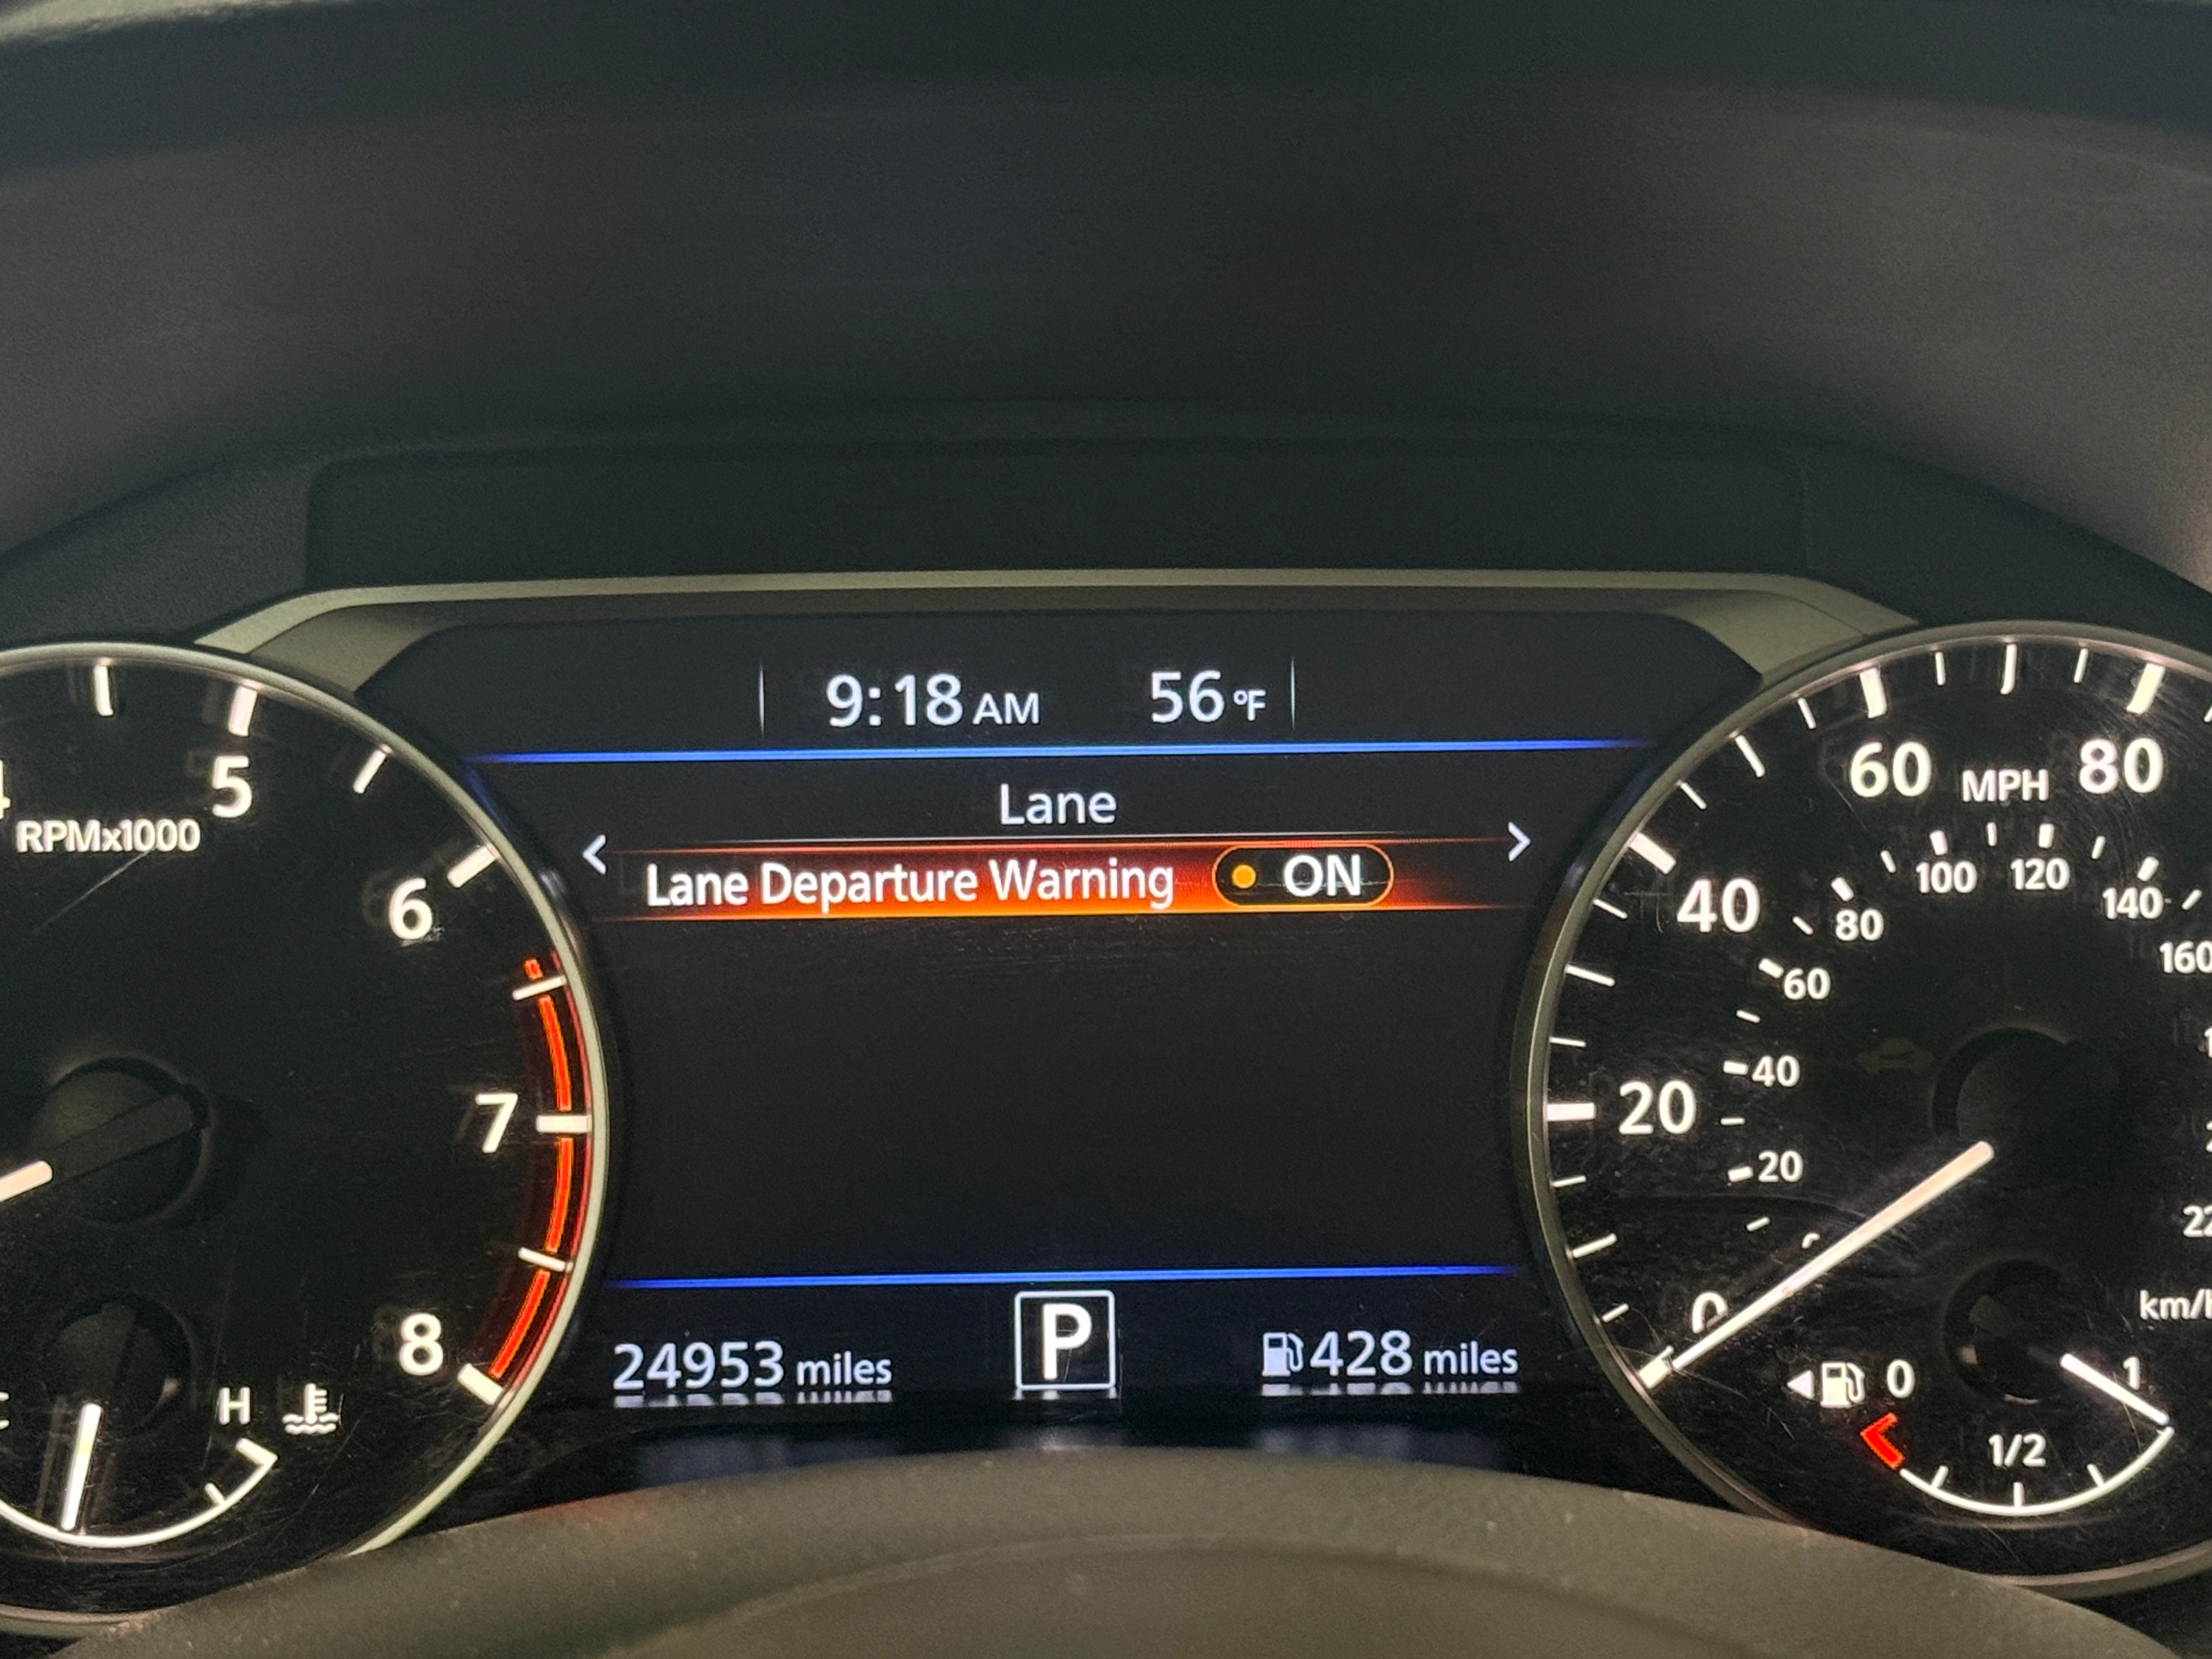 9:18 AM 56 °F
Lane
< Lane Departure Warning ON >
24953 miles P 428 miles
5
RPMx1000
6
7
8
H
60 MPH 80
40
20
0
100 120
80 140
60 160
40
20
km/h
0 1
1/2